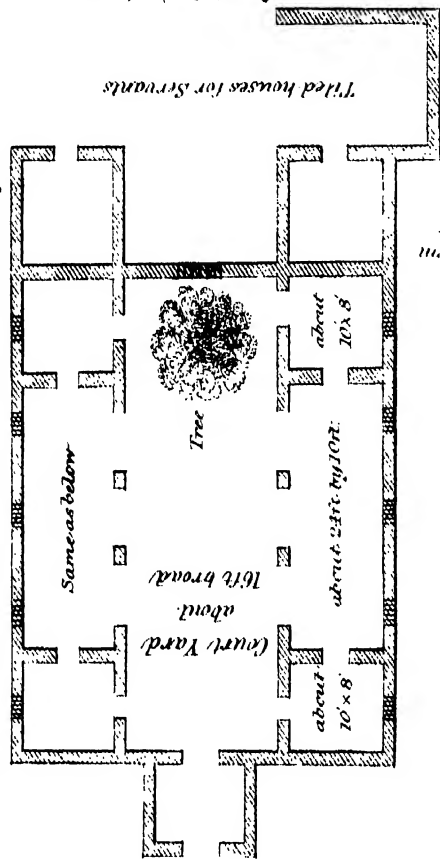 Tiled houses for Servants
about
10'× 8'
Tree
Same as below
about 24ft. by 10ft.
Court Yard
about
16ft broad
about
10'× 8'